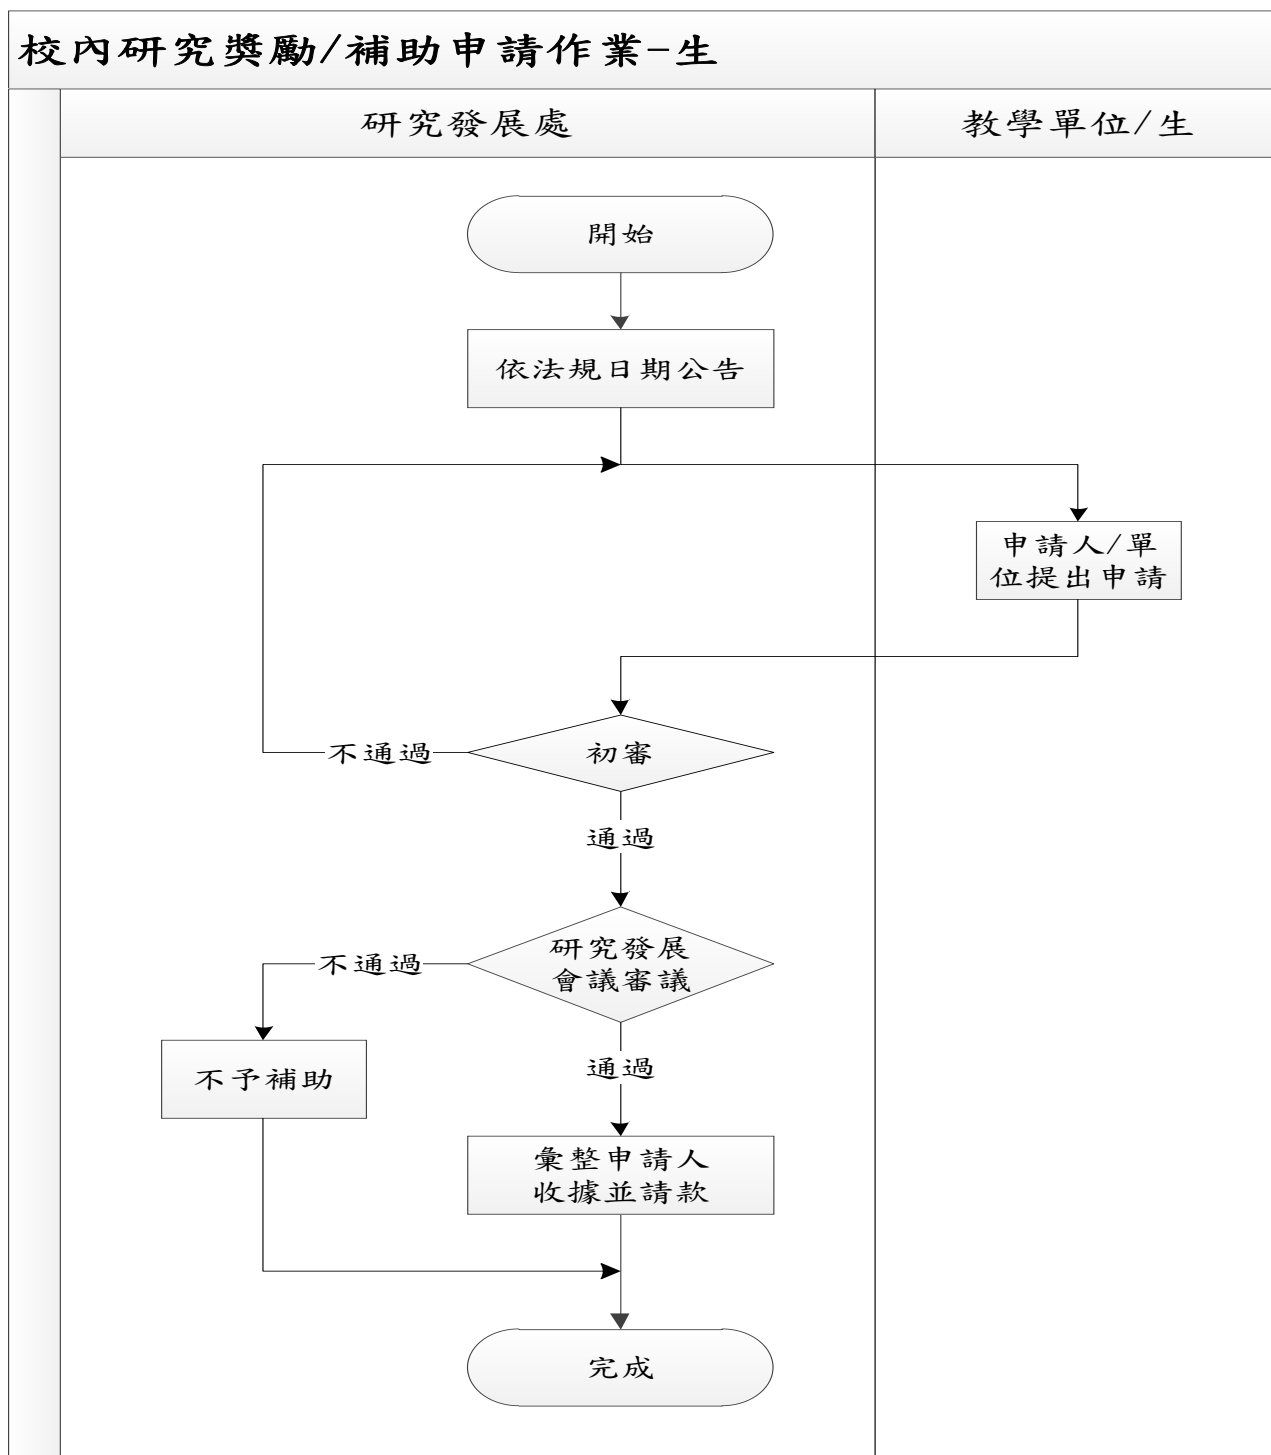 校內研究獎勵/補助申請作業-生
研究發展處
教學單位/生
開始
依法規日期公告
申請人/單
位提出申請
初審
不通過
通過
研究發展
會議審議
不通過
不予補助
通過
彙整申請人
收據並請款
完成